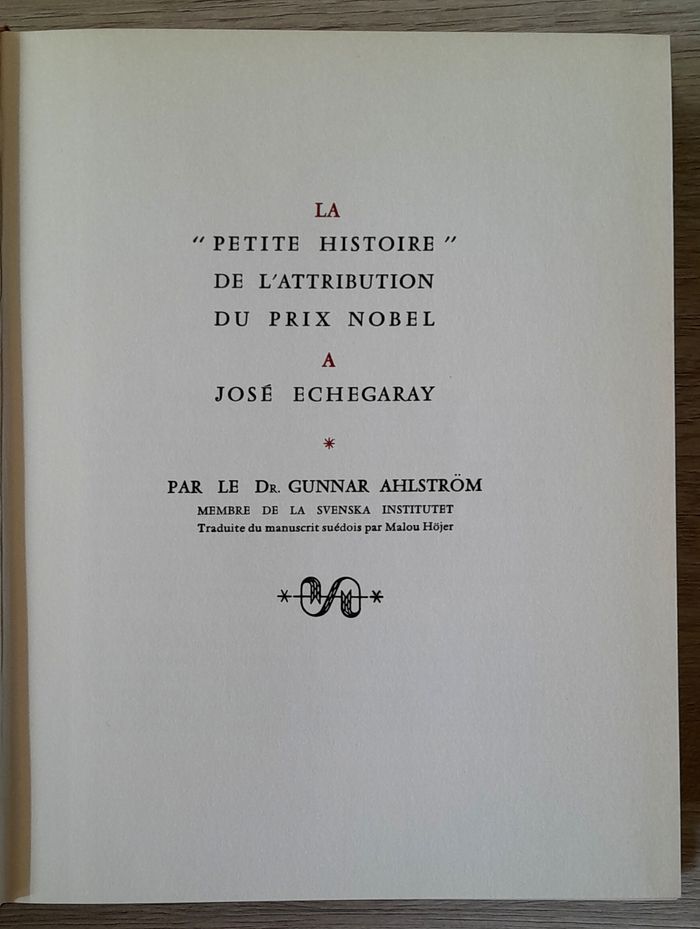 LA
“ PETITE HISTOIRE ”
DE L'ATTRIBUTION
DU PRIX NOBEL
A
JOSÉ ECHEGARAY
*
PAR LE DR. GUNNAR AHLSTRÖM
MEMBRE DE LA SVENSKA INSTITUTET
Traduite du manuscrit suédois par Malou Höjer